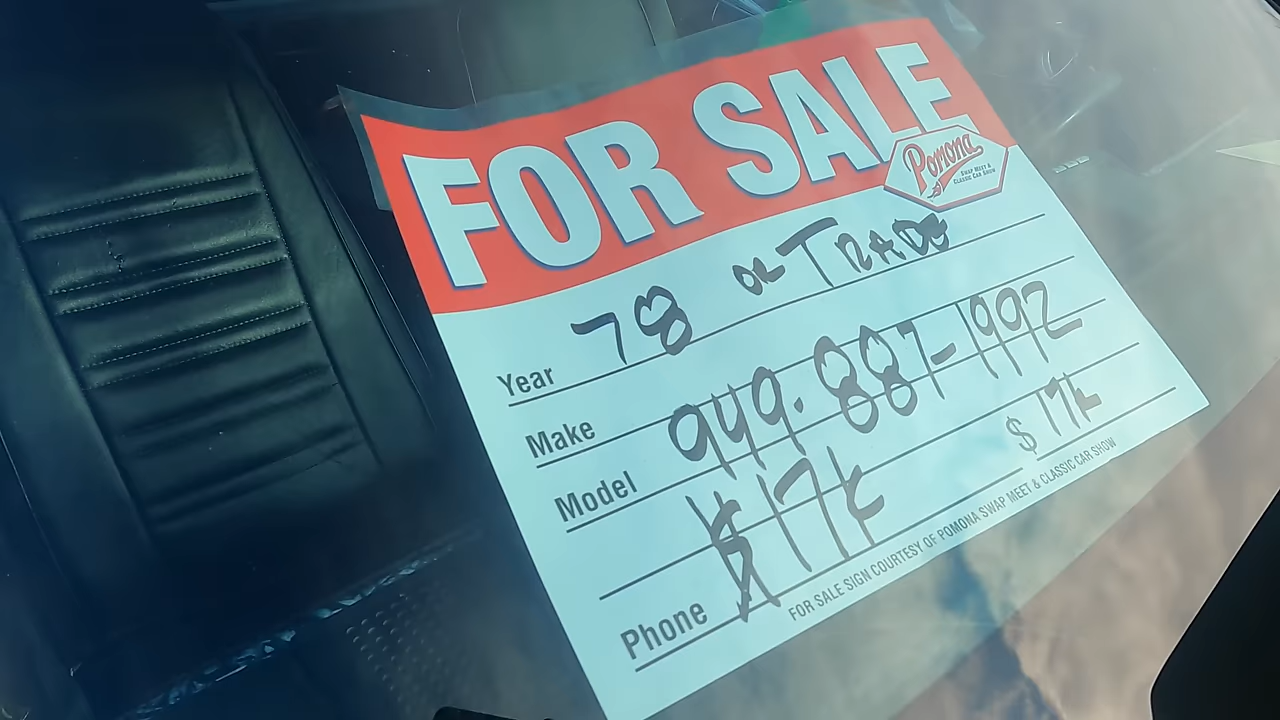 FOR SALE
Pomona
SWAP MEET &
CLASSIC CAR SHOW
Year 78 OR TRADE
Make
Model 949.887-1992
$17k $17k
Phone
FOR SALE SIGN COURTESY OF POMONA SWAP MEET & CLASSIC CAR SHOW